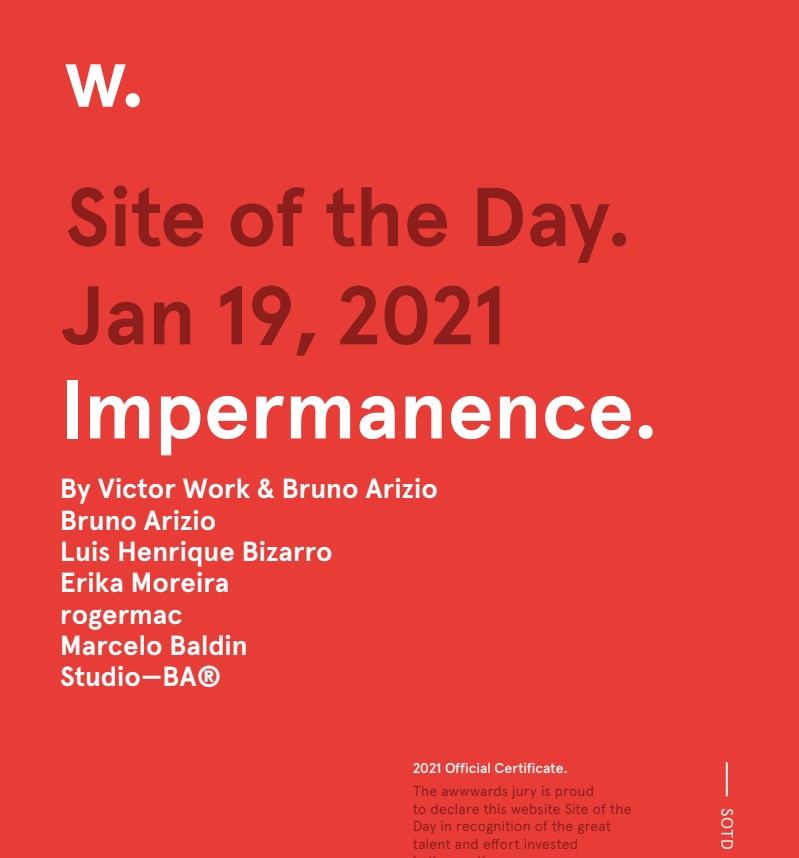 w.
Site of the Day.
Jan 19, 2021
Impermanence.
By Victor Work & Bruno Arizio
Bruno Arizio
Luis Henrique Bizarro
Erika Moreira
rogermac
Marcelo Baldin
Studio—BA®
2021 Official Certificate.
The awwwards jury is proud
to declare this website Site of the
Day in recognition of the great
talent and effort invested
SOTD